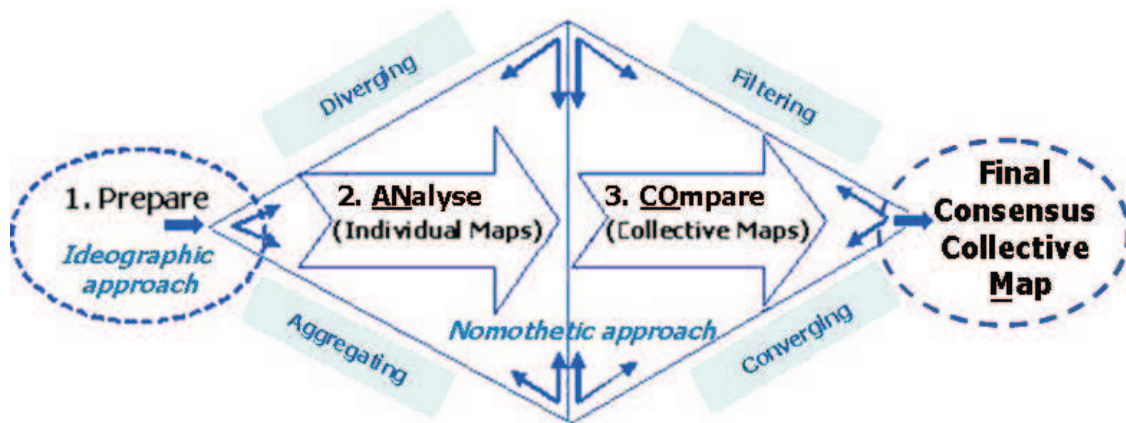 Diverging
Filtering
1. Prepare
Ideographic
approach
2. ANalyse
(Individual Maps)
3. COmpare
(Collective Maps)
Final
Consensus
Collective
Map
Nomothetic approach
Aggregating
Converging